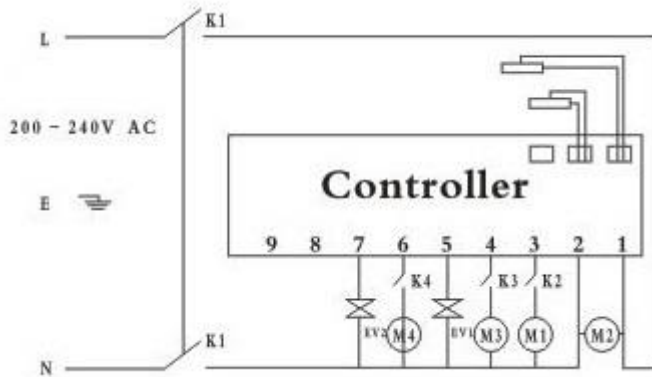 L K1
200-240V AC
E
Controller
9 8 7 6 5 4 3 2 1
K4 K3 K2
EV2 M4 EV1 M3 M1 M2
K1
N